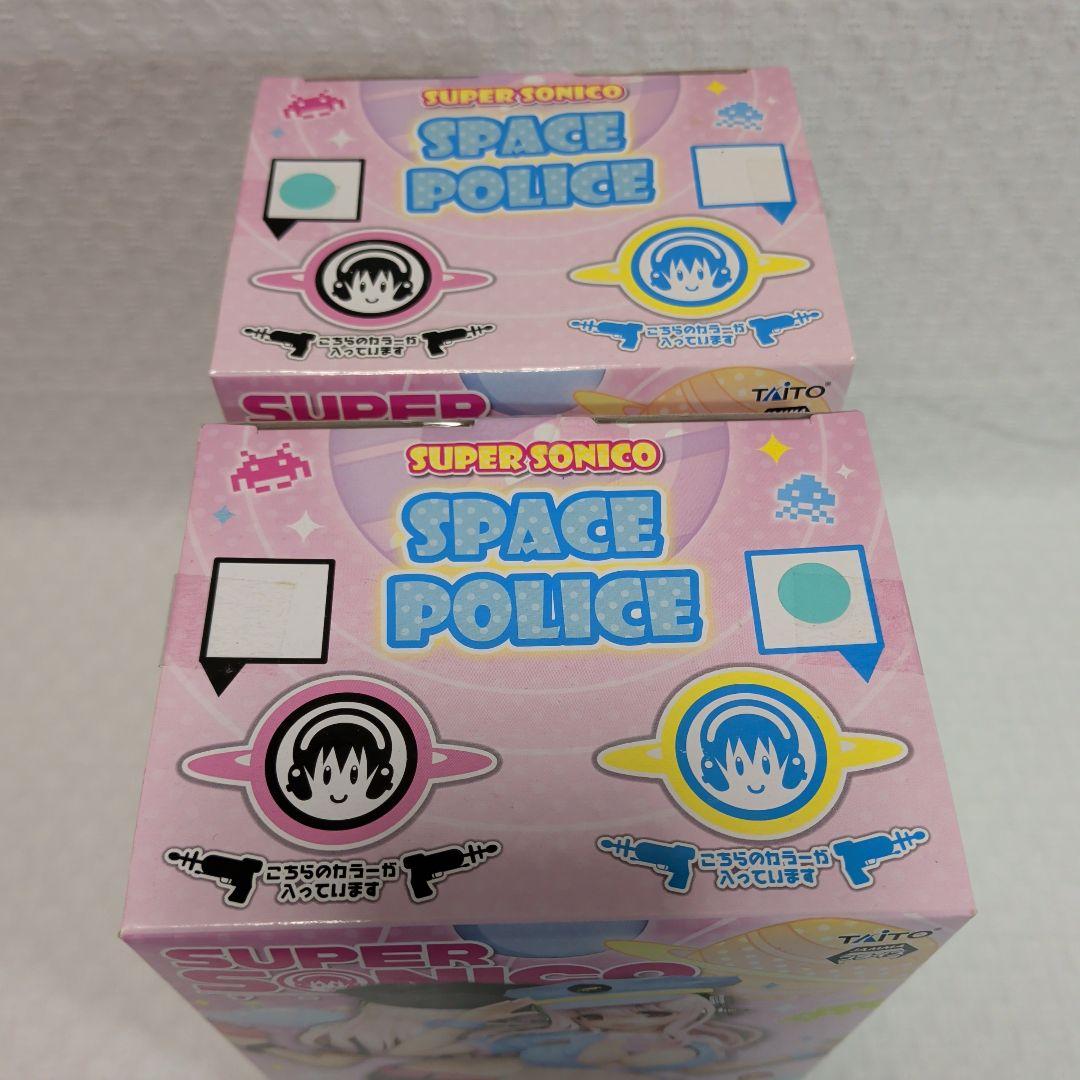 SUPER SONICO
SPACE
POLICE
こちらのカラーが
入っています
こちらのカラーが
入っています
SUPER
TAITO®
JAMMA
SUPER SONICO
SPACE
POLICE
こちらのカラーが
入っています
こちらのカラーが
入っています
SUPER
SONICO
TAITO®
JAMMA